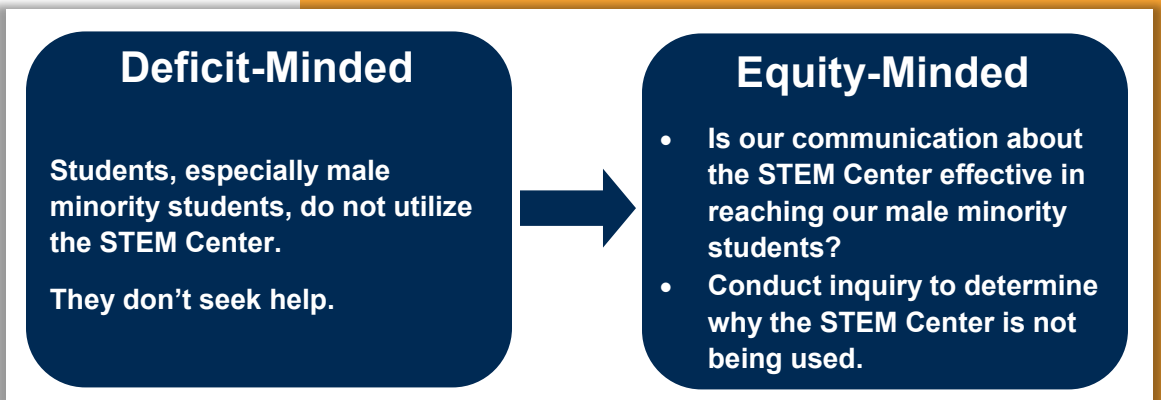 Deficit-Minded
Students, especially male
minority students, do not utilize
the STEM Center.
They don’t seek help.
Equity-Minded
• Is our communication about
the STEM Center effective in
reaching our male minority
students?
• Conduct inquiry to determine
why the STEM Center is not
being used.